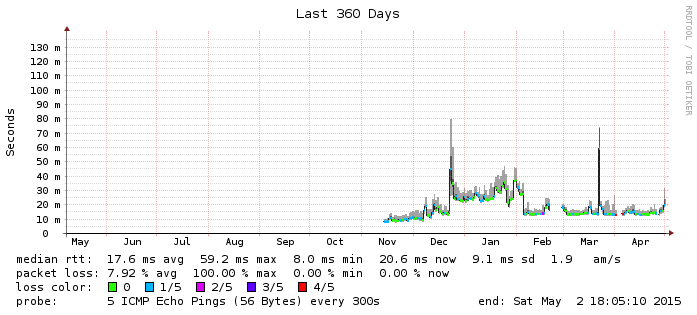 Last 360 Days
RRDTOOL / TOBI OETIKER
Seconds
130 m
120 m
110 m
100 m
90 m
80 m
70 m
60 m
50 m
40 m
30 m
20 m
10 m
0
May Jun Jul Aug Sep Oct Nov Dec Jan Feb Mar Apr
median rtt: 17.6 ms avg 59.2 ms max 8.0 ms min 20.6 ms now 9.1 ms sd 1.9 am/s
packet loss: 7.92 % avg 100.00 % max 0.00 % min 0.00 % now
loss color: 0 1/5 2/5 3/5 4/5
probe: 5 ICMP Echo Pings (56 Bytes) every 300s end: Sat May 2 18:05:10 2015